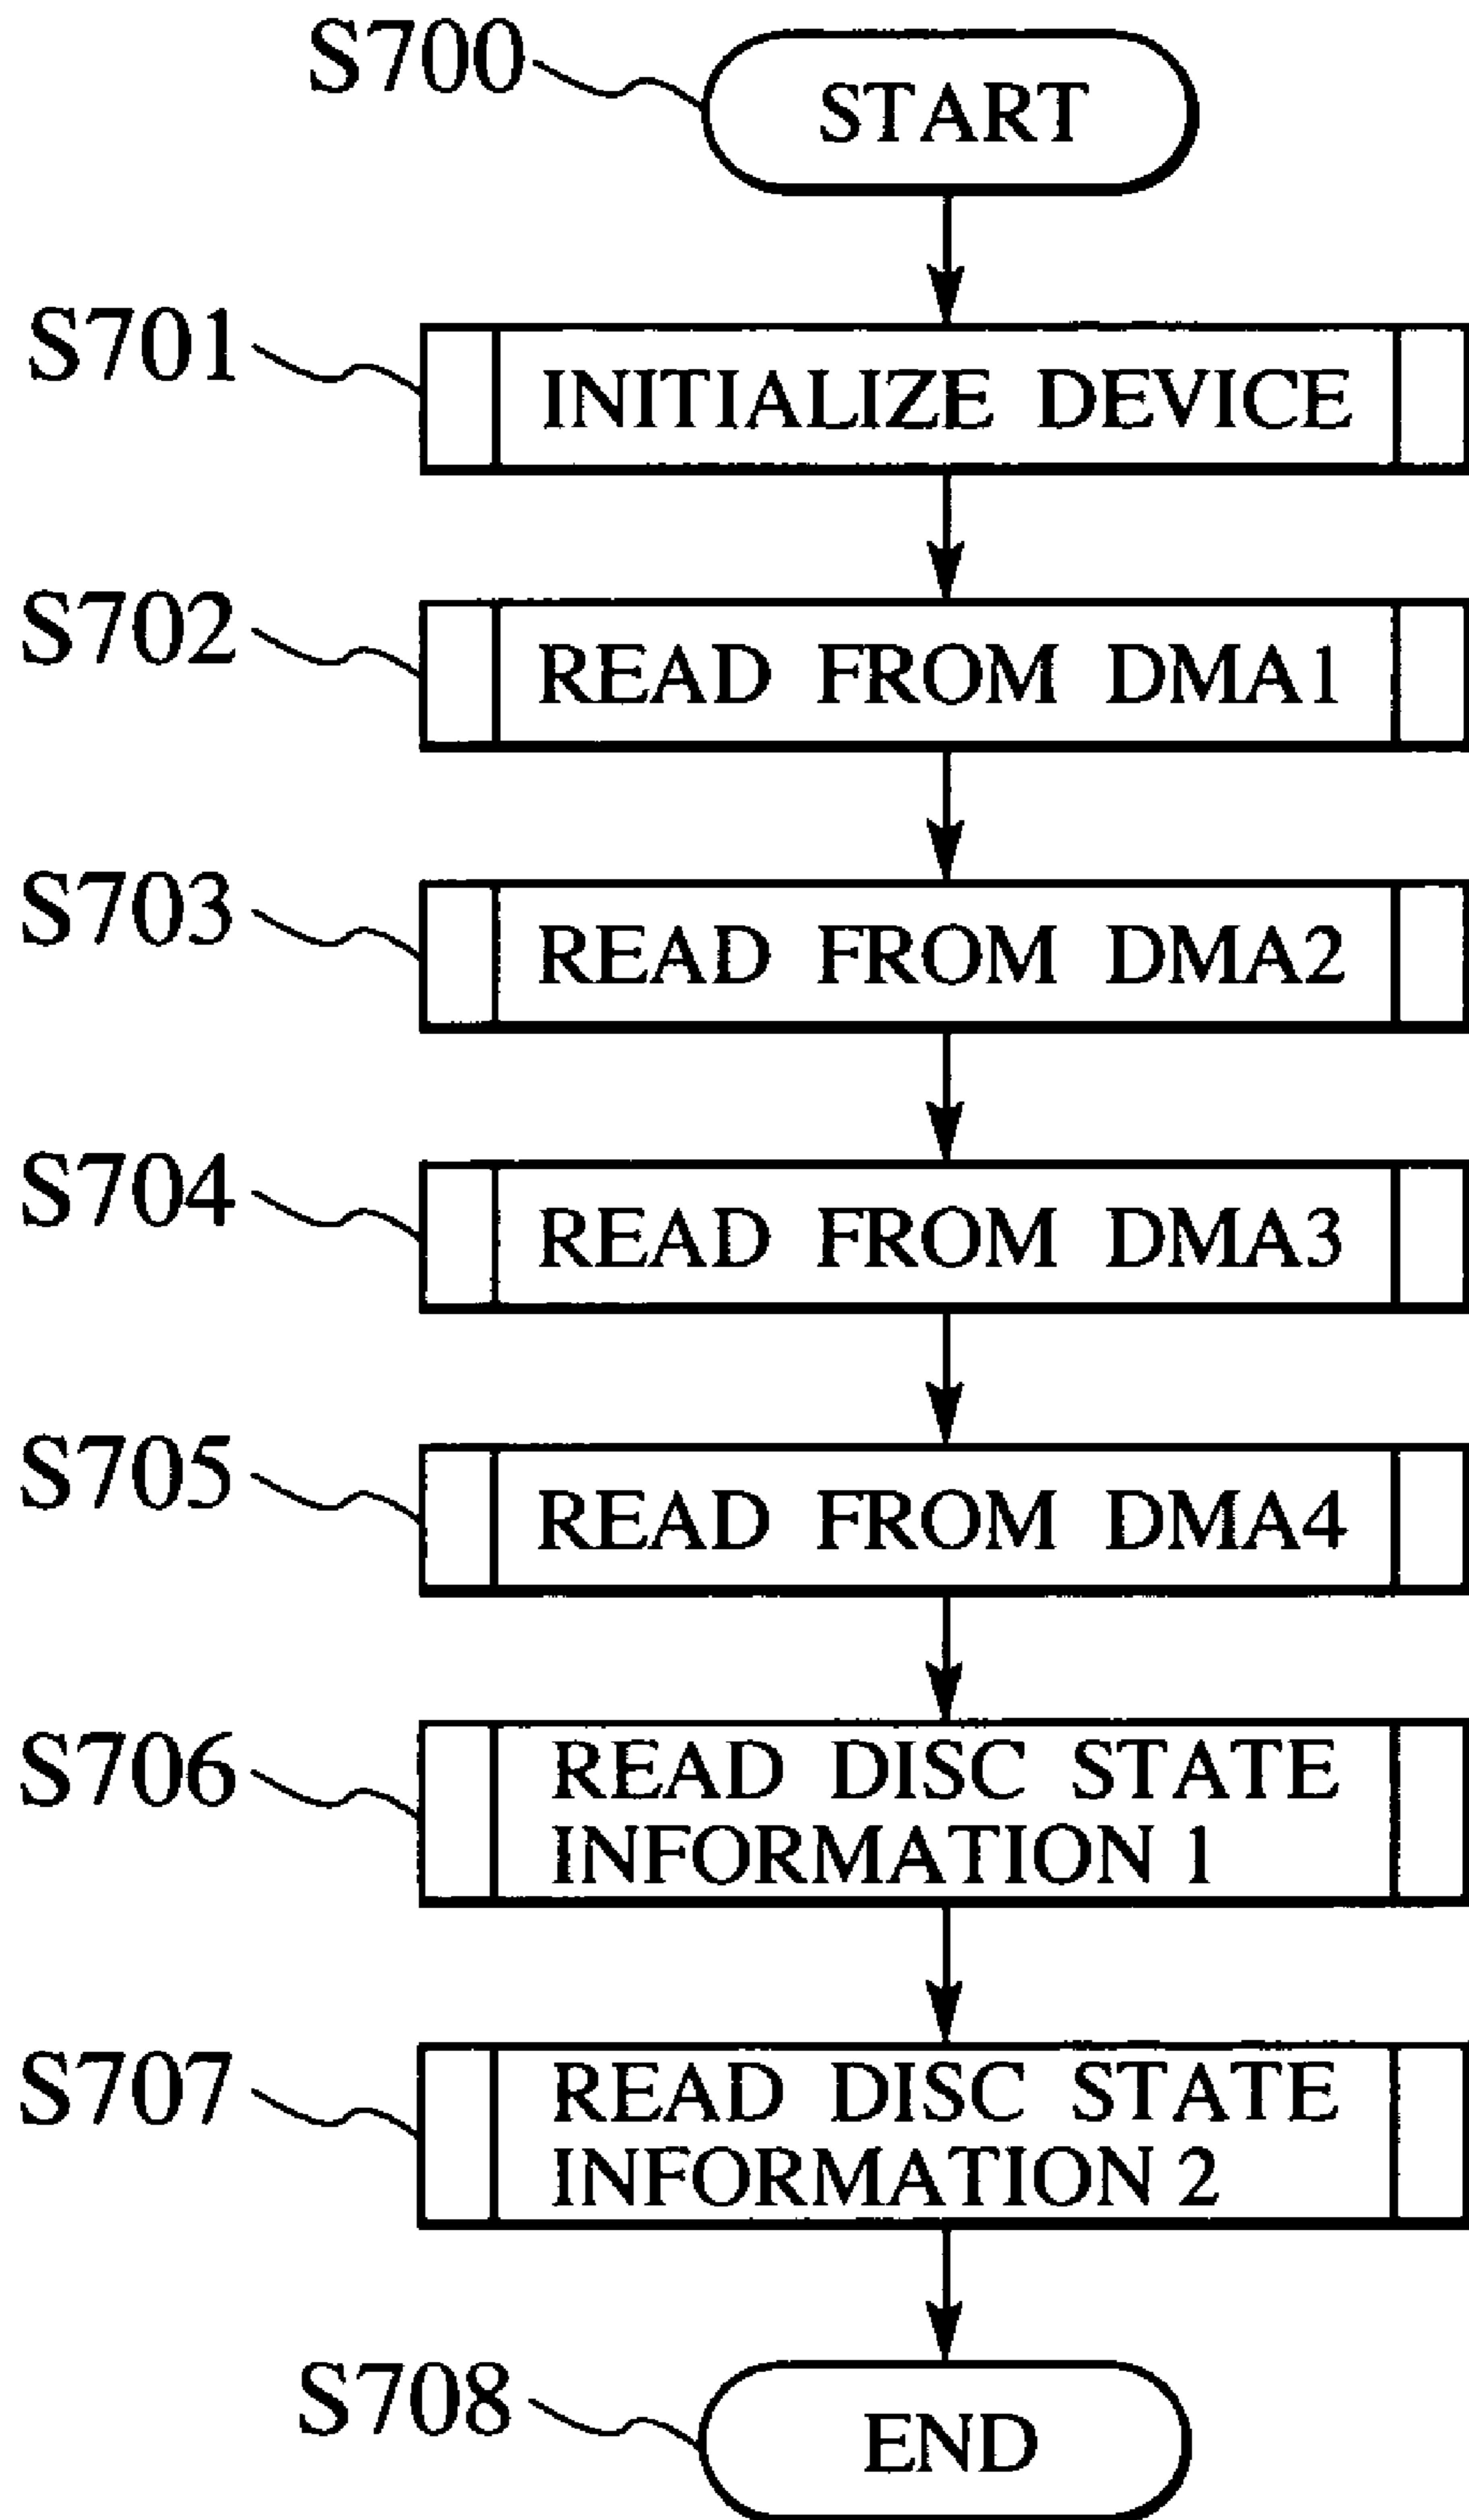 S700
START
S701
INITIALIZE DEVICE
S702
READ FROM DMA1
S703
READ FROM DMA2
S704
READ FROM DMA3
S705
READ FROM DMA4
S706
READ DISC STATE
INFORMATION 1
S707
READ DISC STATE
INFORMATION 2
S708
END